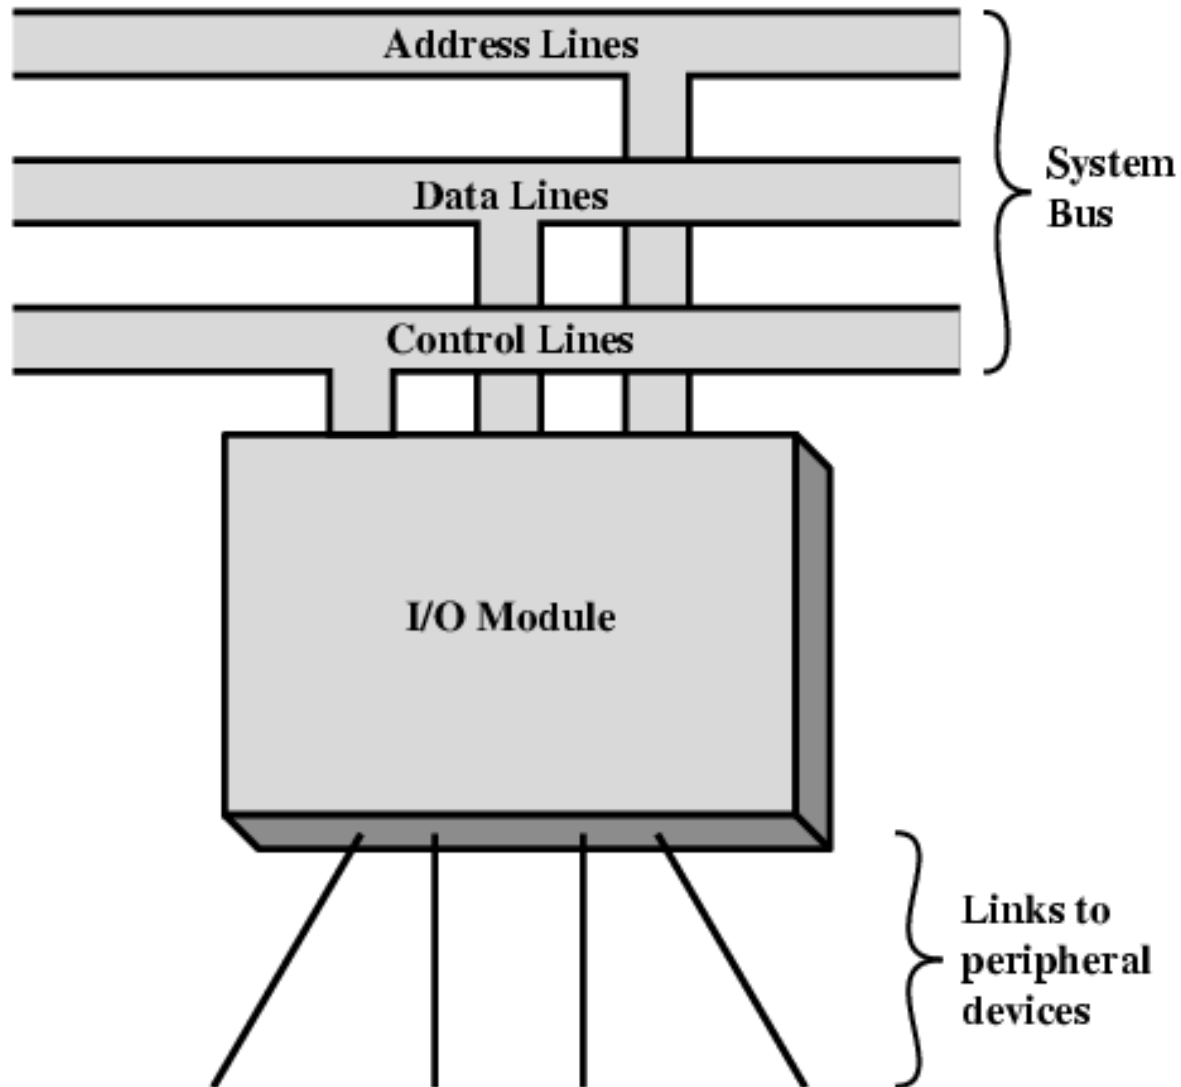 Address Lines
Data Lines
System
Bus
Control Lines
I/O Module
Links to
peripheral
devices